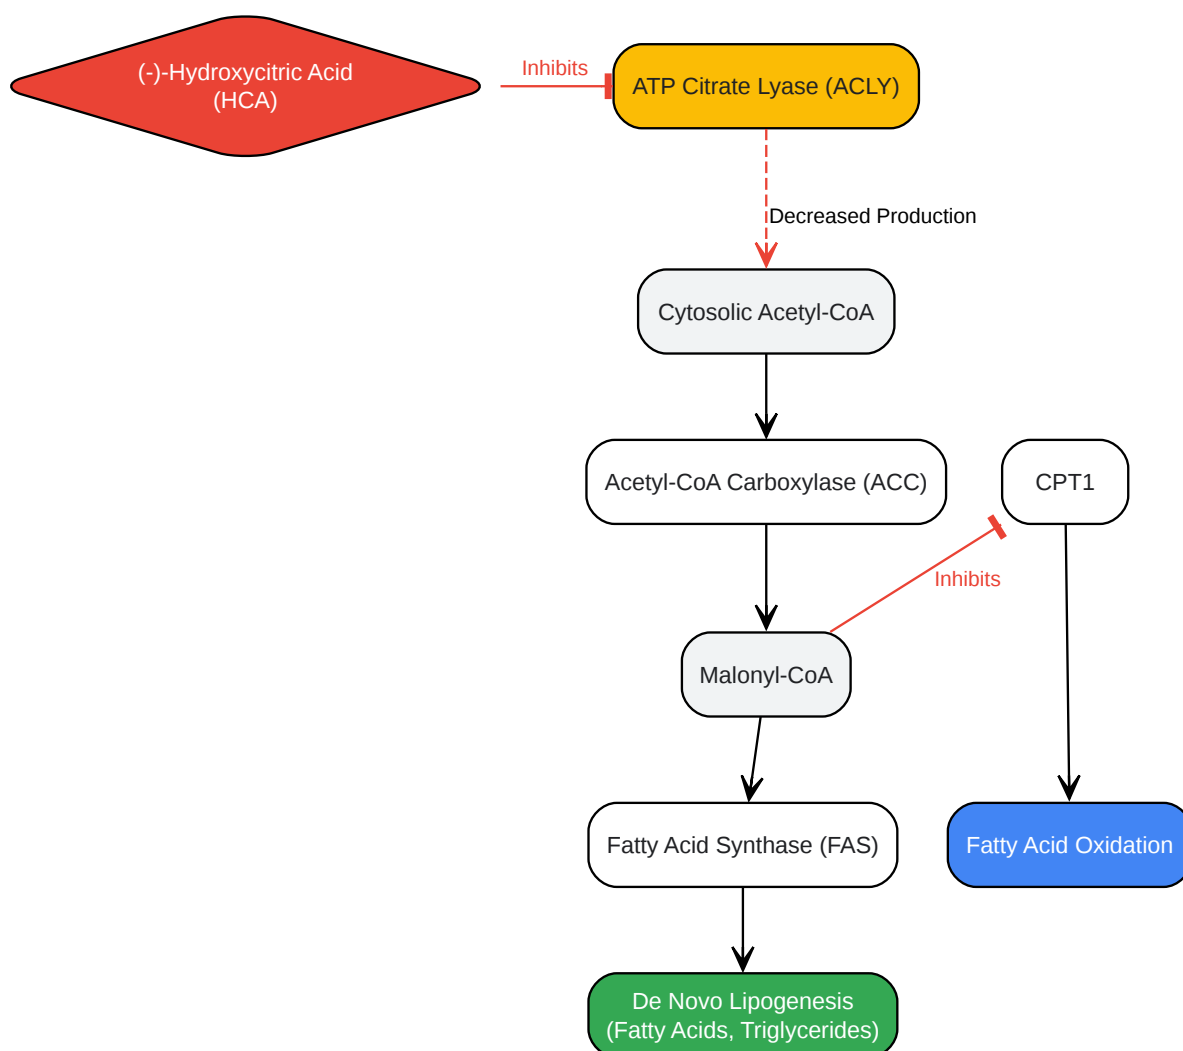 (-)-Hydroxycitric Acid
(HCA)
Inhibits
ATP Citrate Lyase (ACLY)
Decreased Production
Cytosolic Acetyl-CoA
Acetyl-CoA Carboxylase (ACC)
CPT1
Inhibits
Malonyl-CoA
Fatty Acid Synthase (FAS)
Fatty Acid Oxidation
De Novo Lipogenesis
(Fatty Acids, Triglycerides)